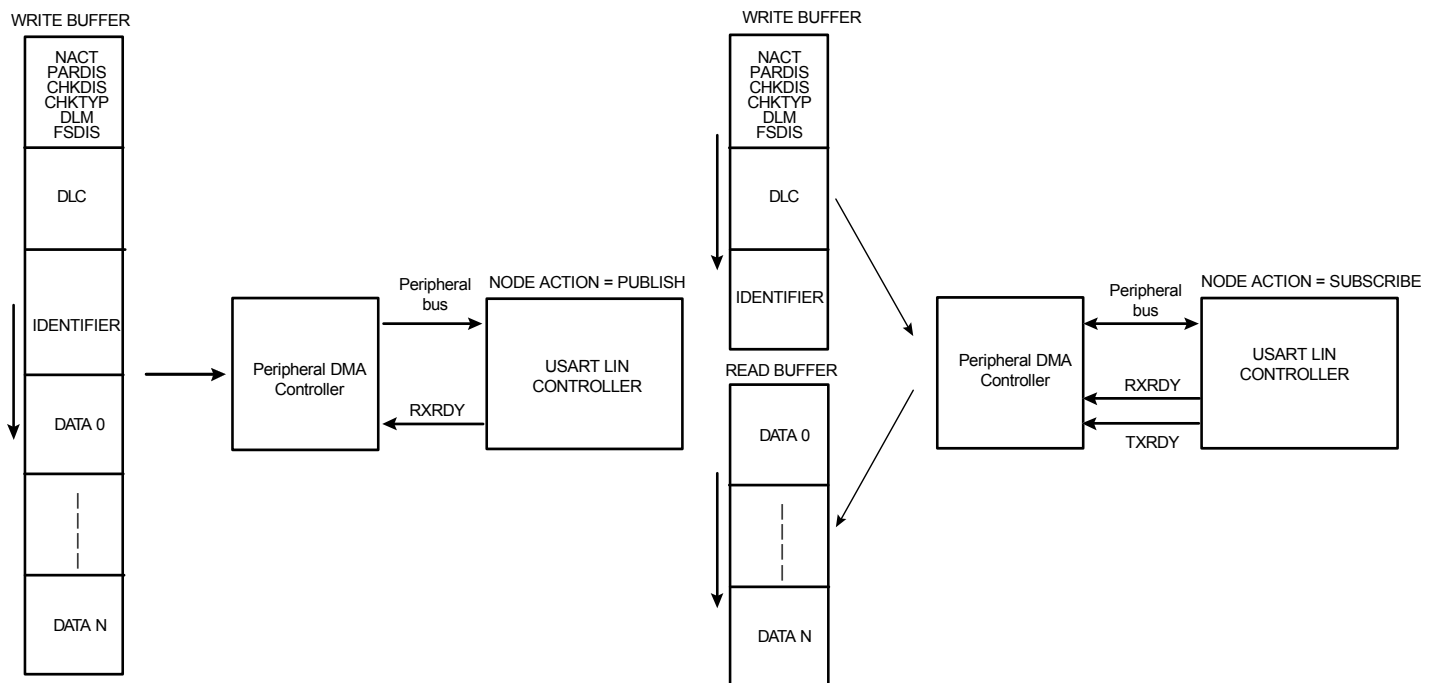 WRITE BUFFER
NACT
PARDIS
CHKDIS
CHKTYP
DLM
FSDIS
DLC
IDENTIFIER
DATA 0
DATA N
Peripheral DMA
Controller
Peripheral
bus
RXRDY
NODE ACTION = PUBLISH
USART LIN
CONTROLLER
WRITE BUFFER
NACT
PARDIS
CHKDIS
CHKTYP
DLM
FSDIS
DLC
IDENTIFIER
READ BUFFER
DATA 0
DATA N
Peripheral DMA
Controller
Peripheral
bus
RXRDY
TXRDY
NODE ACTION = SUBSCRIBE
USART LIN
CONTROLLER